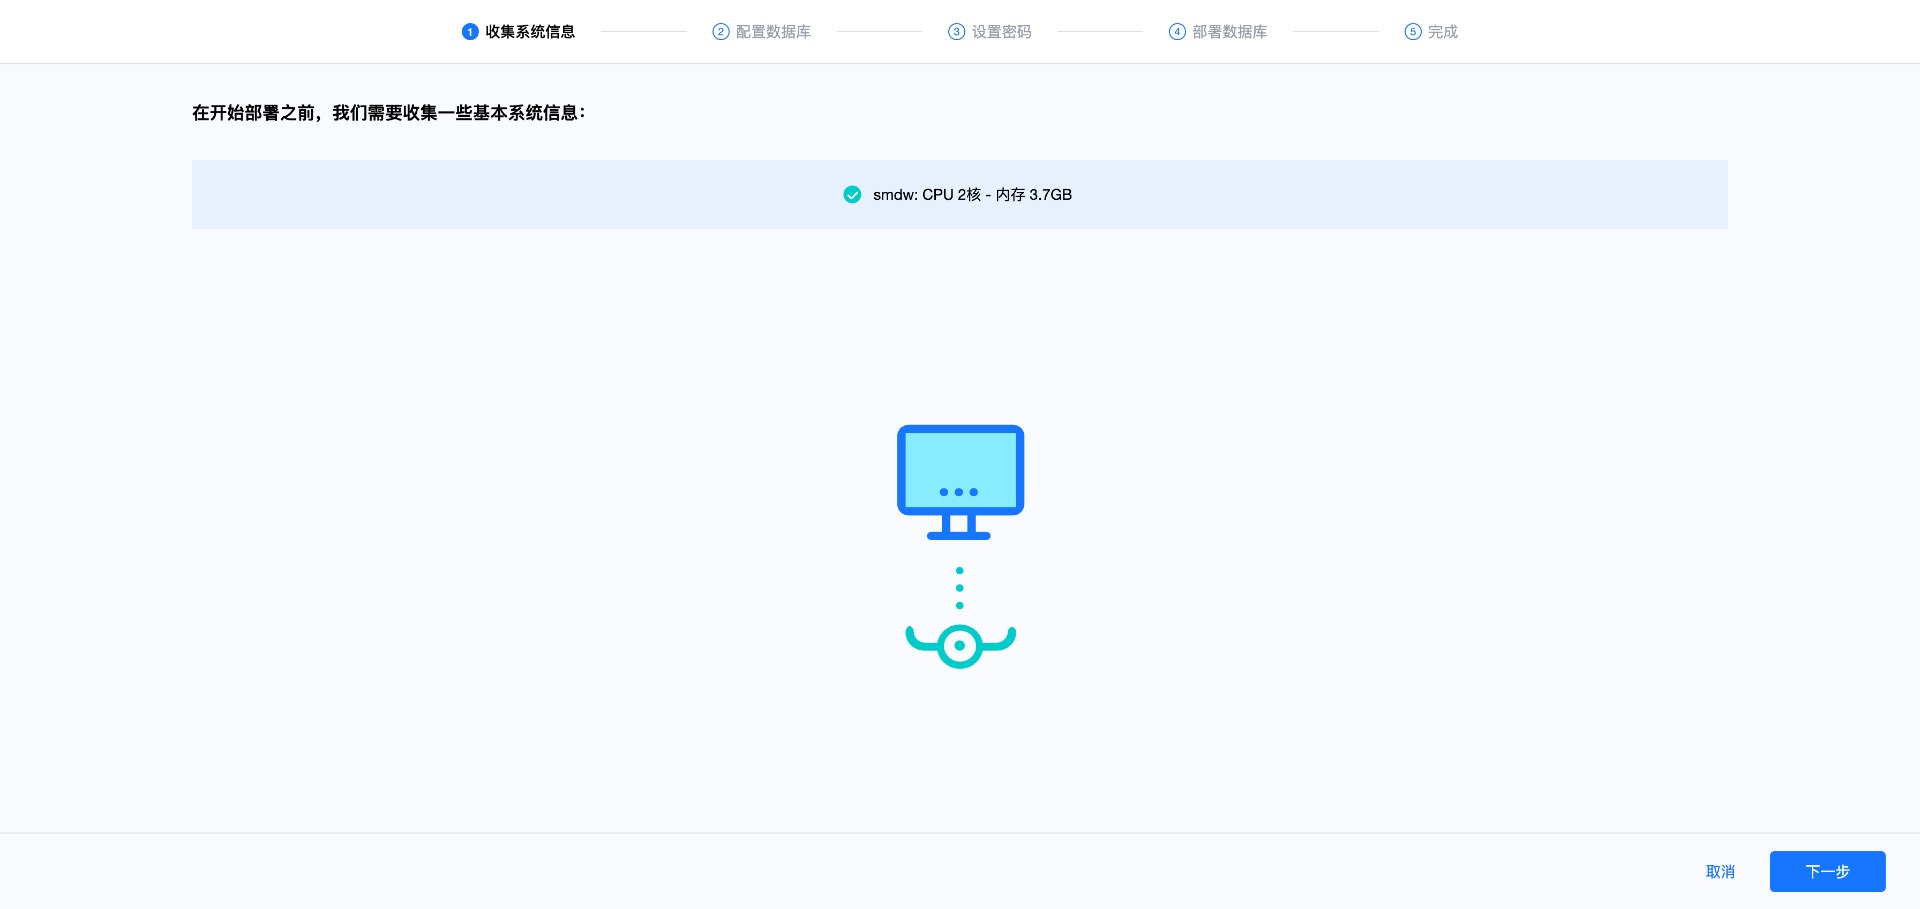 1 收集系统信息 2 配置数据库 3 设置密码 4 部署数据库 5 完成
在开始部署之前，我们需要收集一些基本系统信息：
smdw: CPU 2核 - 内存 3.7GB
取消 下一步